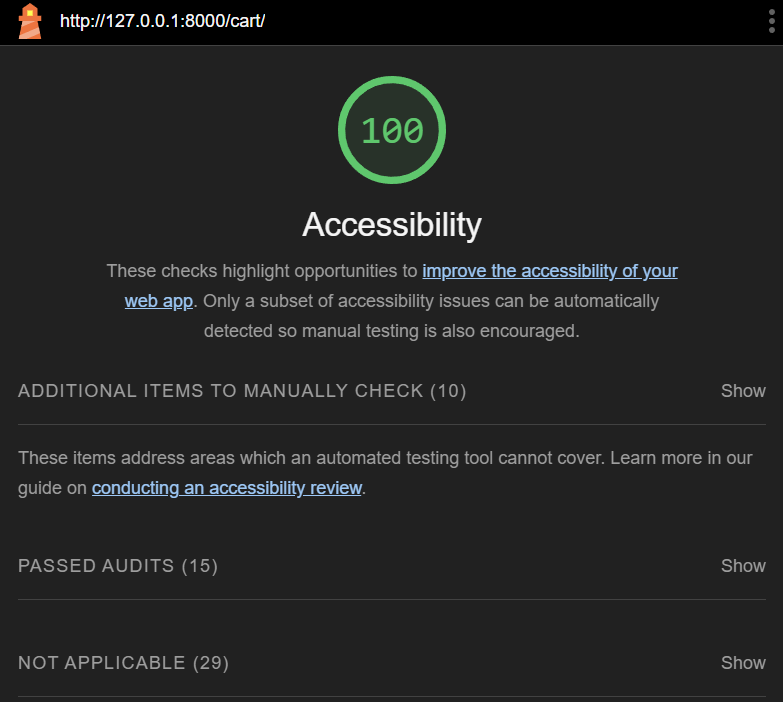 http://127.0.0.1:8000/cart/
100
Accessibility
These checks highlight opportunities to improve the accessibility of your
web app. Only a subset of accessibility issues can be automatically
detected so manual testing is also encouraged.
ADDITIONAL ITEMS TO MANUALLY CHECK (10) Show
These items address areas which an automated testing tool cannot cover. Learn more in our
guide on conducting an accessibility review.
PASSED AUDITS (15) Show
NOT APPLICABLE (29) Show